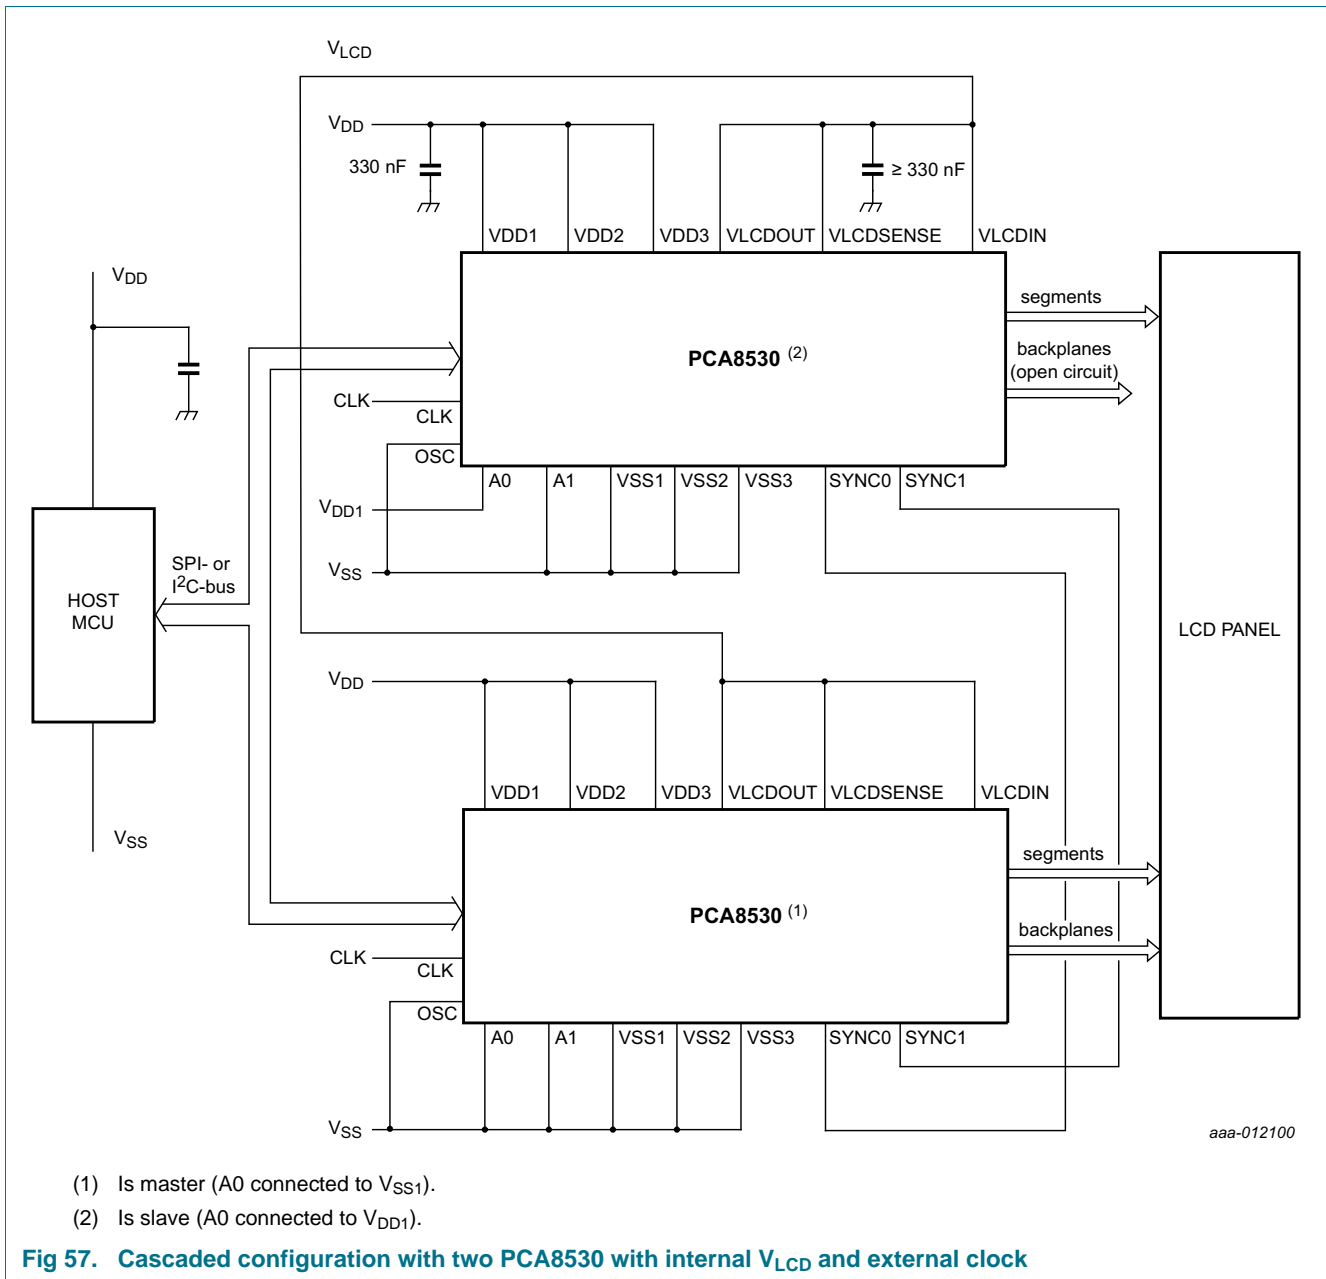 VLCD
VDD
330 nF
≥ 330 nF
VDD1 VDD2 VDD3 VLCDOUT VLCDSENSE VLCDIN
VDD
segments
backplanes
(open circuit)
PCA8530 (2)
CLK
CLK
OSC
A0 A1 VSS1 VSS2 VSS3 SYNC0 SYNC1
VDD1
VSS
SPI- or
I2C-bus
HOST
MCU
LCD PANEL
VDD
VDD1 VDD2 VDD3 VLCDOUT VLCDSENSE VLCDIN
VSS
segments
PCA8530 (1)
backplanes
CLK
CLK
OSC
A0 A1 VSS1 VSS2 VSS3 SYNC0 SYNC1
VSS
aaa-012100
(1) Is master (A0 connected to VSS1).
(2) Is slave (A0 connected to VDD1).
Fig 57. Cascaded configuration with two PCA8530 with internal VLCD and external clock